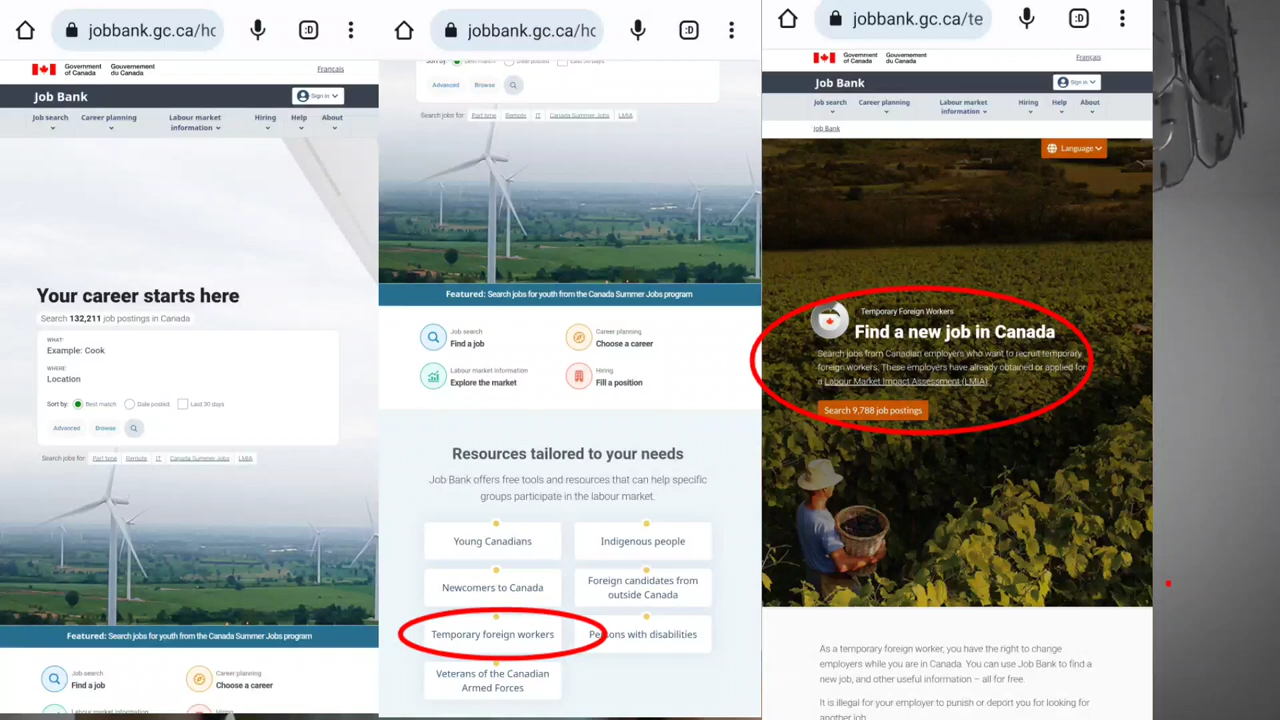 jobbank.gc.ca/hc
:D
Government of Canada
Gouvernement du Canada
Français
Job Bank
Sign in
Job search
Career planning
Labour market information
Hiring
Help
About
Your career starts here
Search 132,211 job postings in Canada
WHAT:
Example: Cook
WHERE:
Location
Sort by:
Best match
Date posted
Last 30 days
Advanced
Browse
Search jobs for:
Part time
Remote
IT
Canada Summer Jobs
LMIA
Featured: Search jobs for youth from the Canada Summer Jobs program
Job search
Find a job
Career planning
Choose a career
Labour market information
Hiring
jobbank.gc.ca/hc
:D
Sort by:
Best match
Date posted
Last 30 days
Advanced
Browse
Search jobs for:
Part time
Remote
IT
Canada Summer Jobs
LMIA
Featured: Search jobs for youth from the Canada Summer Jobs program
Job search
Find a job
Career planning
Choose a career
Labour market information
Explore the market
Hiring
Fill a position
Resources tailored to your needs
Job Bank offers free tools and resources that can help specific
groups participate in the labour market.
Young Canadians
Indigenous people
Newcomers to Canada
Foreign candidates from
outside Canada
Temporary foreign workers
Persons with disabilities
Veterans of the Canadian
Armed Forces
jobbank.gc.ca/te
:D
Government of Canada
Gouvernement du Canada
Français
Job Bank
Sign in
Job search
Career planning
Labour market information
Hiring
Help
About
Job Bank
Language
Temporary Foreign Workers
Find a new job in Canada
Search jobs from Canadian employers who want to recruit temporary
foreign workers. These employers have already obtained or applied for
a Labour Market Impact Assessment (LMIA).
Search 9,788 job postings
As a temporary foreign worker, you have the right to change
employers while you are in Canada. You can use Job Bank to find a
new job, and other useful information – all for free.
It is illegal for your employer to punish or deport you for looking for
another job.